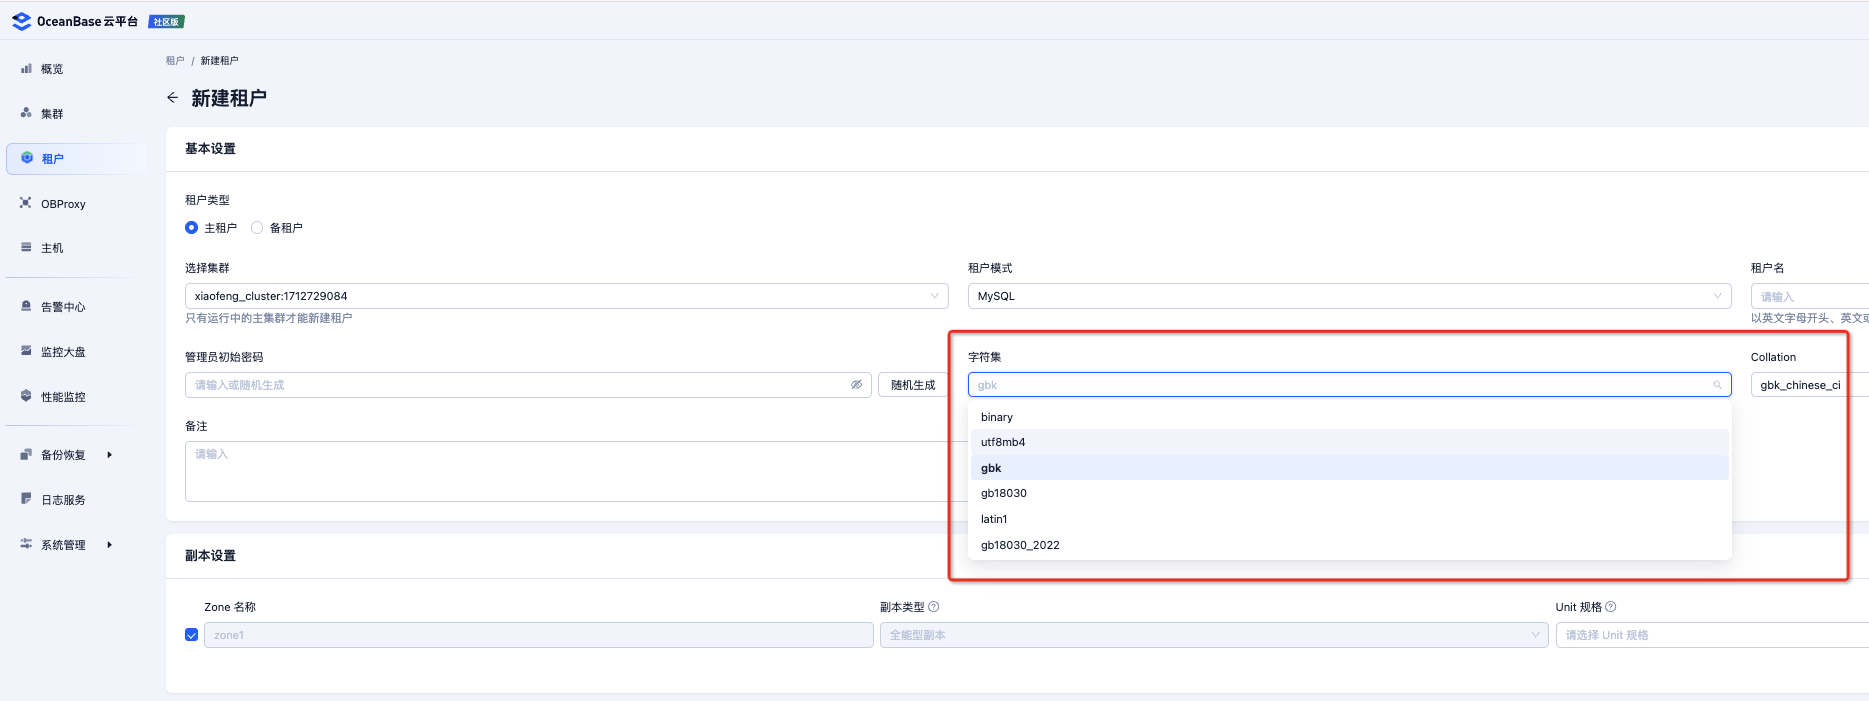 OceanBase 云平台 社区版
租户 / 新建租户
概览
集群
租户
OBProxy
主机
告警中心
监控大盘
性能监控
备份恢复
日志服务
系统管理
新建租户
基本设置
租户类型
主租户 备租户
选择集群 租户模式 租户名
xiaofeng_cluster:1712729084 MySQL 请输入
只有运行中的主集群才能新建租户 以英文字母开头、英文或
管理员初始密码 字符集 Collation
请输入或随机生成 随机生成 gbk gbk_chinese_ci
binary
utf8mb4
gbk
gb18030
latin1
gb18030_2022
备注
请输入
副本设置
Zone 名称 副本类型 Unit 规格
zone1 全能型副本 请选择 Unit 规格